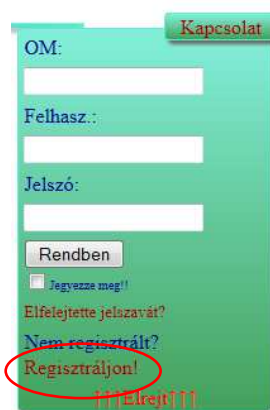 Kapcsolat
OM:
Felhasz.:
Jelszó:
Rendben
Jegyezze meg!!
Elfelejtette jelszavát?
Nem regisztrált?
Regisztráljon!
↑↑↑Elrejt↑↑↑